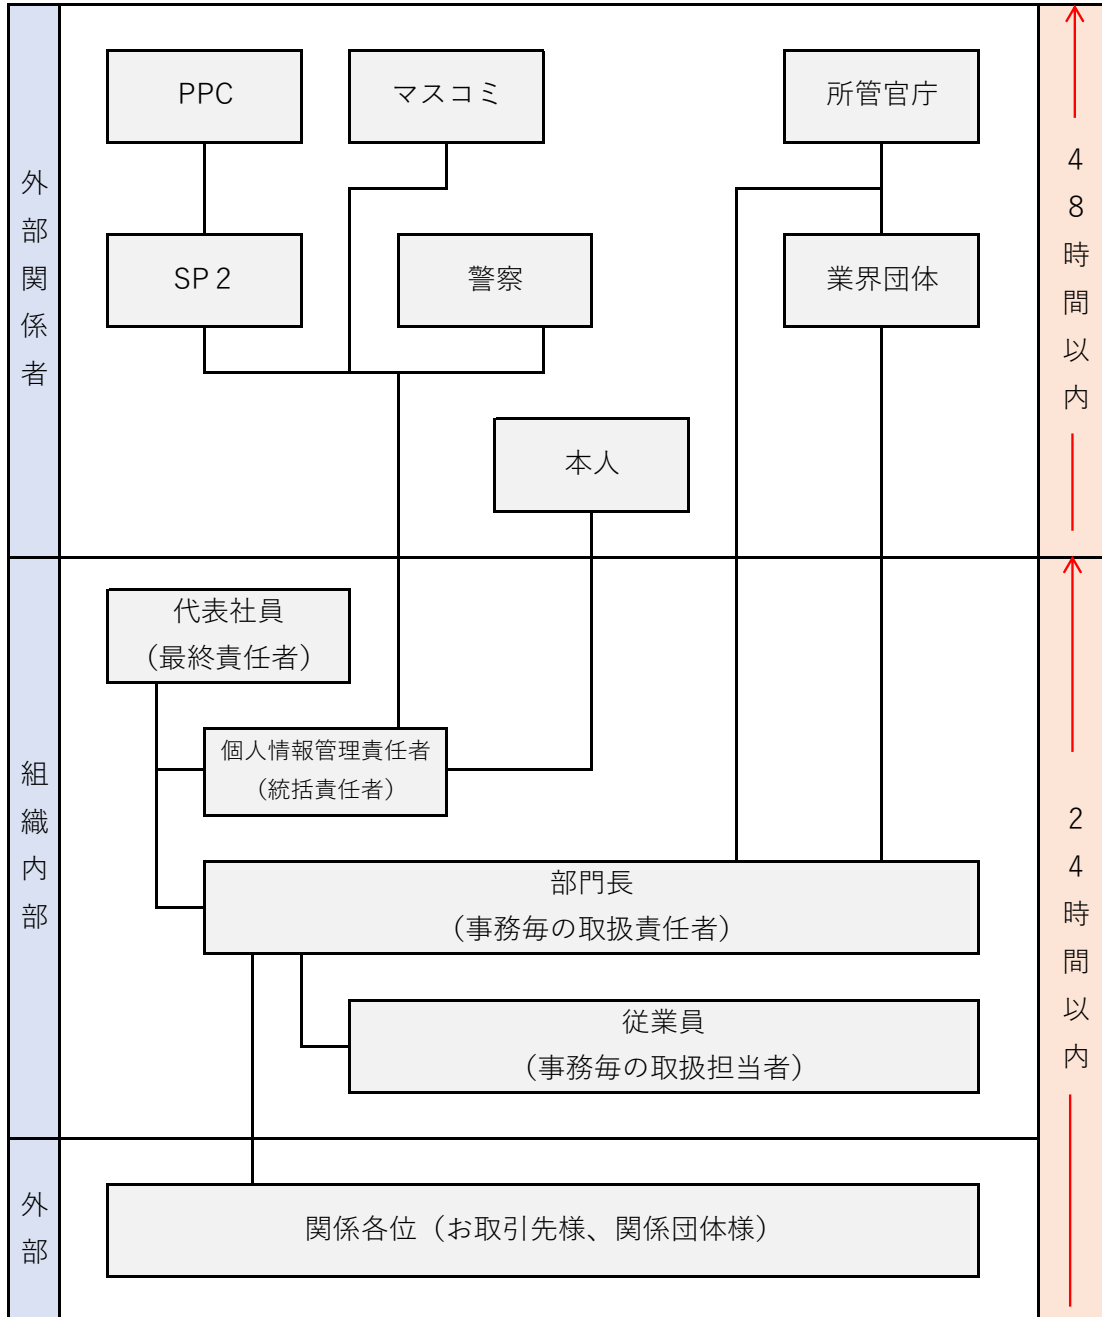 PPC
マスコミ
所管官庁
外部関係者
SP２
警察
業界団体
48時間以内
本人
代表社員
（最終責任者）
個人情報管理責任者
（統括責任者）
組織内部
部門長
（事務毎の取扱責任者）
24時間以内
従業員
（事務毎の取扱担当者）
外部
関係各位（お取引先様、関係団体様）